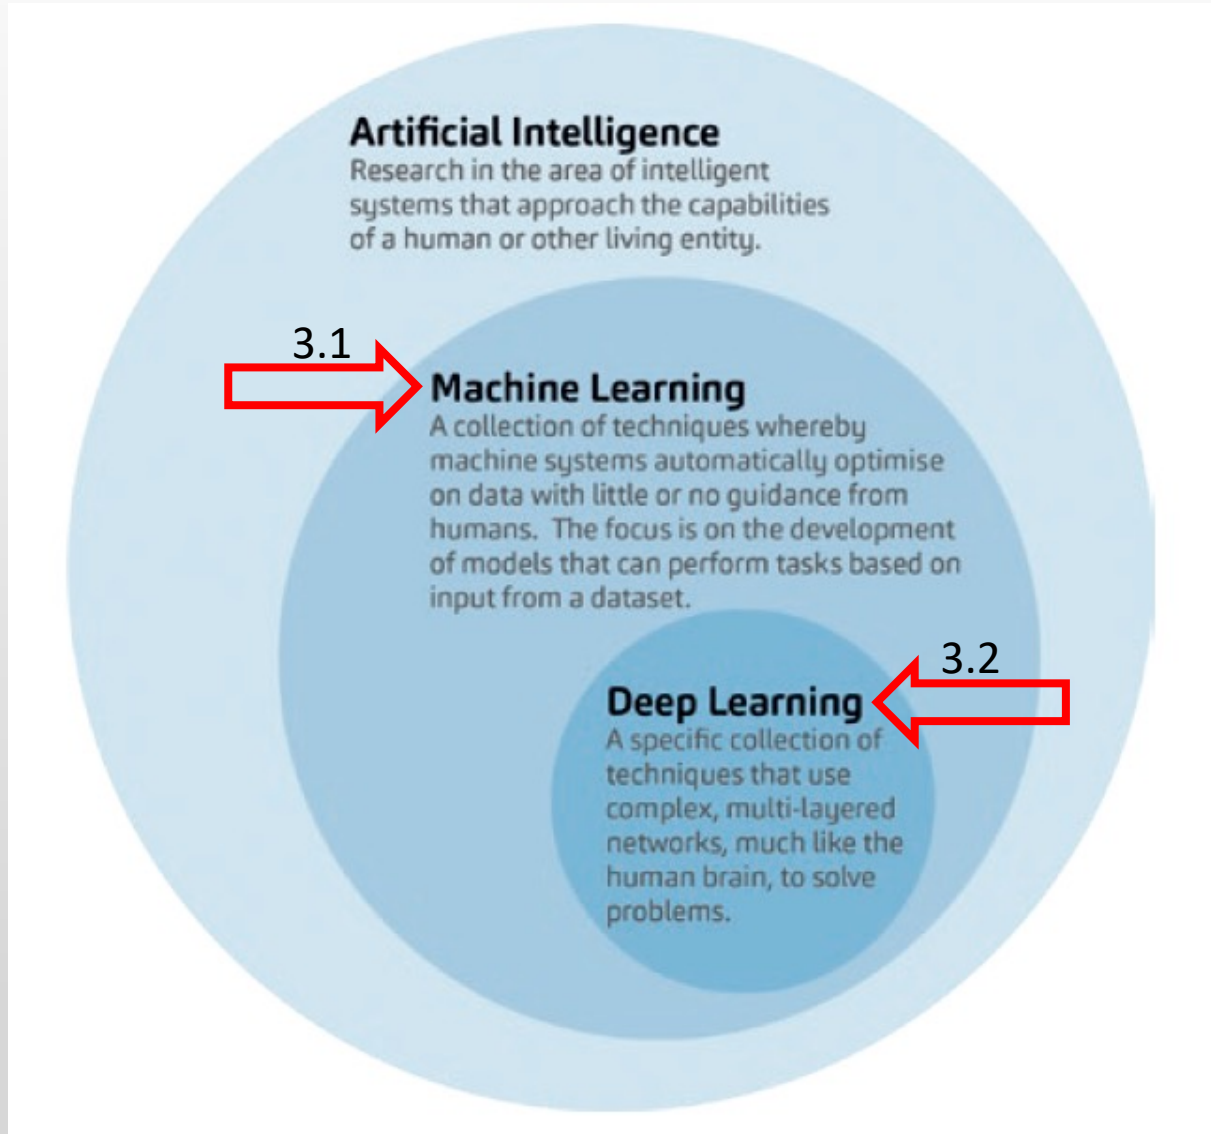 Artificial Intelligence
Research in the area of intelligent
systems that approach the capabilities
of a human or other living entity.
3.1
Machine Learning
A collection of techniques whereby
machine systems automatically optimise
on data with little or no guidance from
humans. The focus is on the development
of models that can perform tasks based on
input from a dataset.
3.2
Deep Learning
A specific collection of
techniques that use
complex, multi-layered
networks, much like the
human brain, to solve
problems.